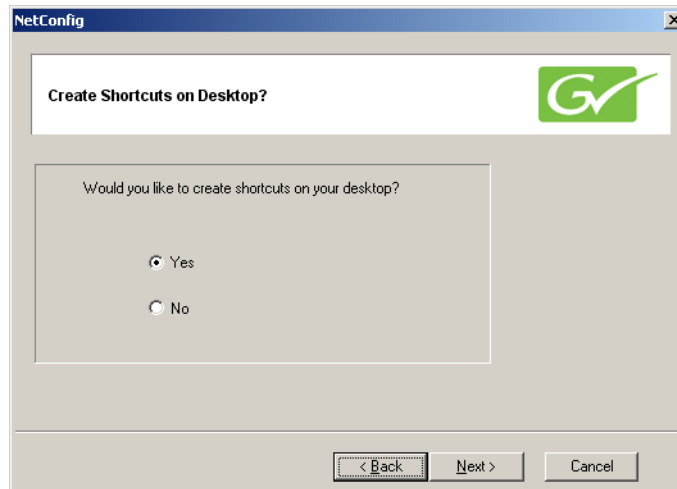 NetConfig
Create Shortcuts on Desktop?
GV
Would you like to create shortcuts on your desktop?
Yes
No
< Back
Next >
Cancel